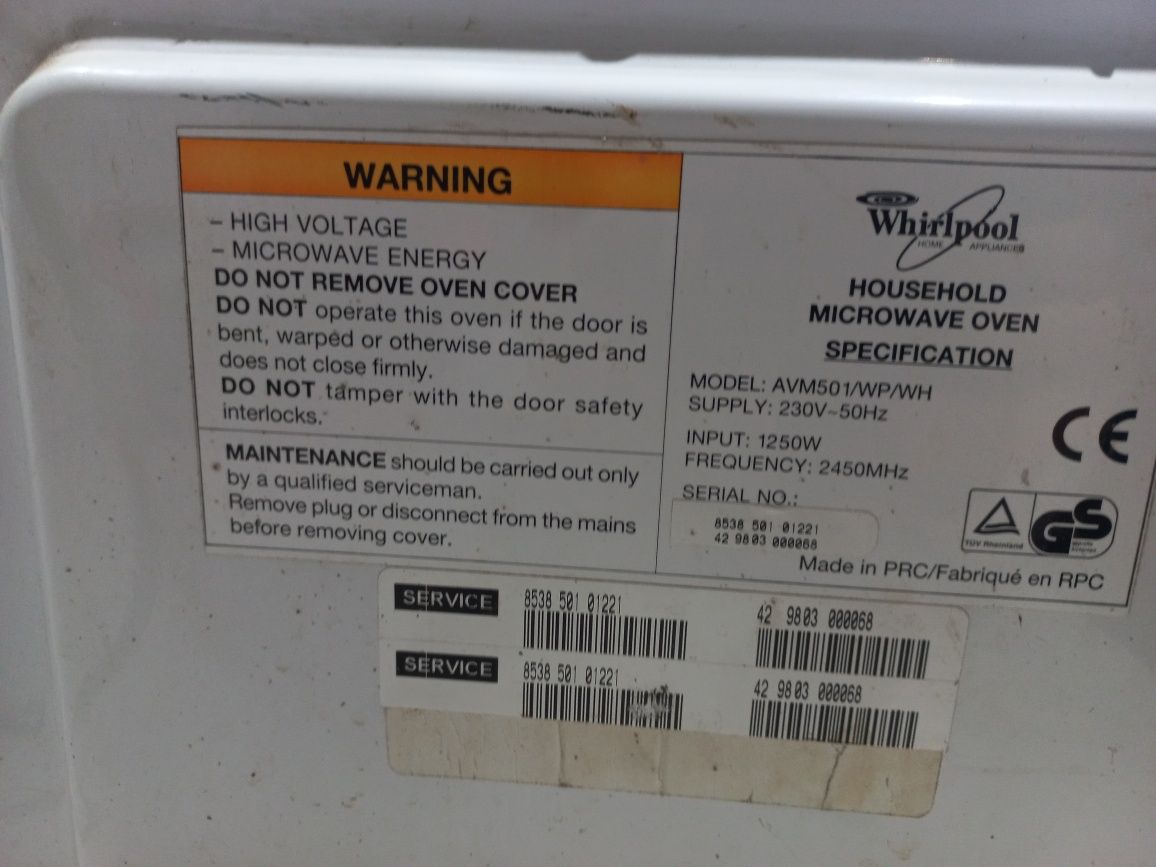 WARNING
– HIGH VOLTAGE
– MICROWAVE ENERGY
DO NOT REMOVE OVEN COVER
DO NOT operate this oven if the door is
bent, warped or otherwise damaged and
does not close firmly.
DO NOT tamper with the door safety
interlocks.
MAINTENANCE should be carried out only
by a qualified serviceman.
Remove plug or disconnect from the mains
before removing cover.
Whirlpool
HOME APPLIANCES
HOUSEHOLD
MICROWAVE OVEN
SPECIFICATION
MODEL: AVM501/WP/WH
SUPPLY: 230V~50Hz
INPUT: 1250W
FREQUENCY: 2450MHz
SERIAL NO.:
8538 501 01221
42 9803 000068
CE
TÜV Rheinland
GS
Made in PRC/Fabriqué en RPC
SERVICE 8538 501 01221 42 9803 000068
SERVICE 8538 501 01221 42 9803 000068